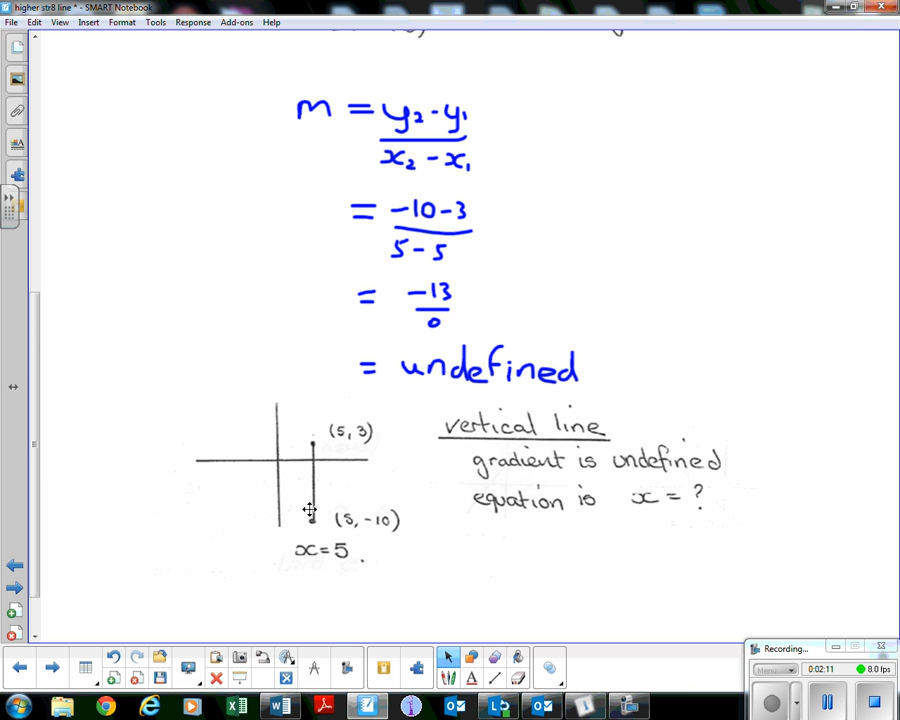 higher str8 line * - SMART Notebook
File Edit View Insert Format Tools Response Add-ons Help
m = y₂ - y₁
x₂ - x₁
= -10 - 3
5 - 5
= -13
0
= undefined
(5, 3)
(5, -10)
x = 5 .
vertical line
gradient is undefined
equation is x = ?
Recording...
Menu
0:02:11
8.0 fps